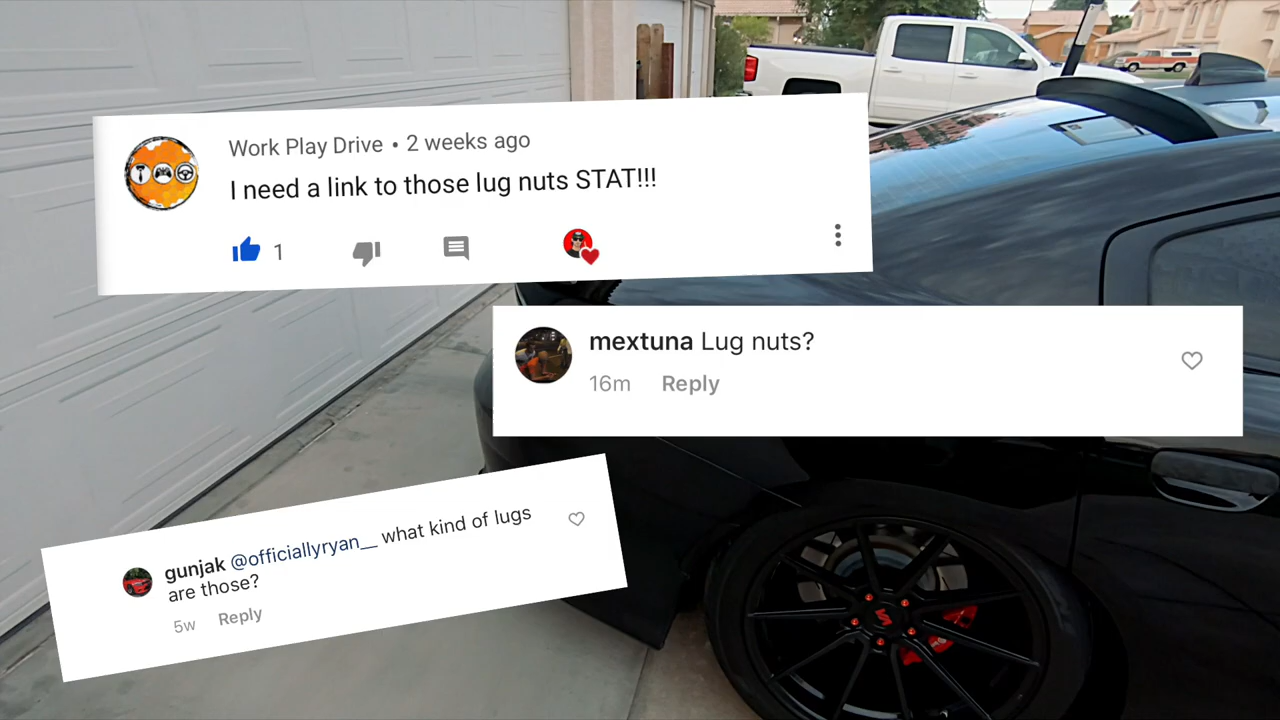 Work Play Drive • 2 weeks ago
I need a link to those lug nuts STAT!!!
1
mextuna Lug nuts?
16m Reply
gunjak @officiallyryan__ what kind of lugs
are those?
5w Reply